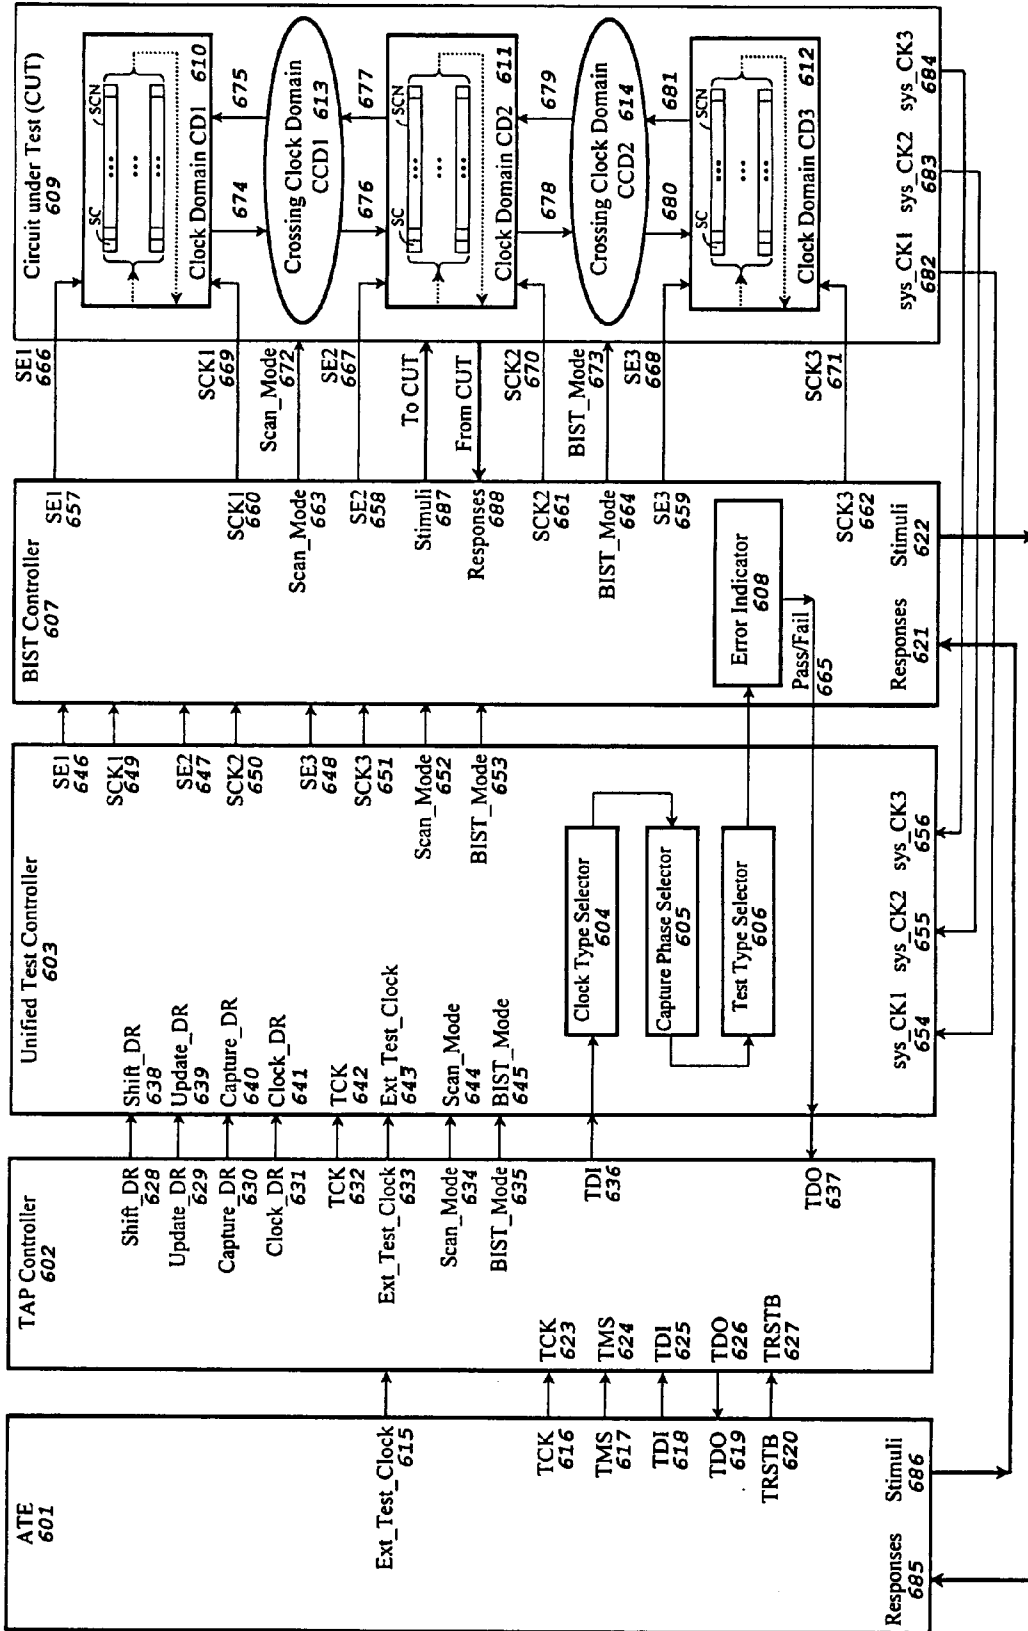 ATE
601
Ext_Test_Clock
615
TCK
616
TMS
617
TDI
618
TDO
619
TRSTB
620
Responses
685
Stimuli
686
TAP Controller
602
Shift_DR
628
Update_DR
629
Capture_DR
630
Clock_DR
631
TCK
632
Ext_Test_Clock
633
Scan_Mode
634
BIST_Mode
635
TDI
636
TDO
637
TCK
623
TMS
624
TDI
625
TDO
626
TRSTB
627
Unified Test Controller
603
Shift_DR
638
Update_DR
639
Capture_DR
640
Clock_DR
641
TCK
642
Ext_Test_Clock
643
Scan_Mode
644
BIST_Mode
645
SE1
646
SCK1
649
SE2
647
SCK2
650
SE3
648
SCK3
651
Scan_Mode
652
BIST_Mode
653
Clock Type Selector
604
Capture Phase Selector
605
Test Type Selector
606
sys_CK1
654
sys_CK2
655
sys_CK3
656
BIST Controller
607
SE1
657
SCK1
660
Scan_Mode
663
SE2
658
Stimuli
687
Responses
688
SCK2
661
BIST_Mode
664
SE3
659
SCK3
662
Error Indicator
608
Pass/Fail
665
Responses
621
Stimuli
622
SE1
666
SCK1
669
Scan_Mode
672
SE2
667
To CUT
From CUT
SCK2
670
BIST_Mode
673
SE3
668
SCK3
671
Circuit under Test (CUT)
609
SC
SCN
Clock Domain CD1 610
674
675
Crossing Clock Domain
CCD1 613
676
677
SC
SCN
Clock Domain CD2 611
678
679
Crossing Clock Domain
CCD2 614
680
681
SC
SCN
Clock Domain CD3 612
sys_CK1
682
sys_CK2
683
sys_CK3
684